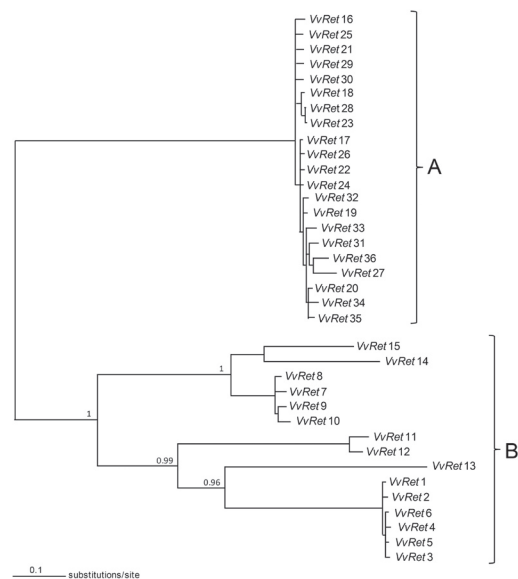 VvRet 16
VvRet 25
VvRet 21
VvRet 29
VvRet 30
VvRet 18
VvRet 28
VvRet 23
VvRet 17
VvRet 26
VvRet 22
VvRet 24
VvRet 32
VvRet 19
VvRet 33
VvRet 31
VvRet 36
VvRet 27
VvRet 20
VvRet 34
VvRet 35
A
VvRet 15
VvRet 14
1
VvRet 8
VvRet 7
VvRet 9
VvRet 10
1
VvRet 11
VvRet 12
0.99
VvRet 13
0.96
VvRet 1
VvRet 2
VvRet 6
VvRet 4
VvRet 5
VvRet 3
B
0.1
substitutions/site